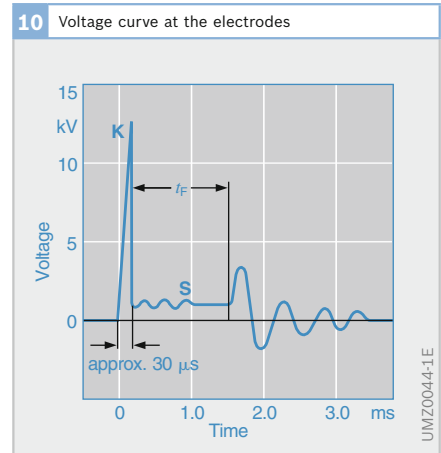 10 Voltage curve at the electrodes
15
kV
K
10
t_F
Voltage
5
S
0
approx. 30 µs
0 1.0 2.0 3.0 ms
Time
UMZ0044-1E